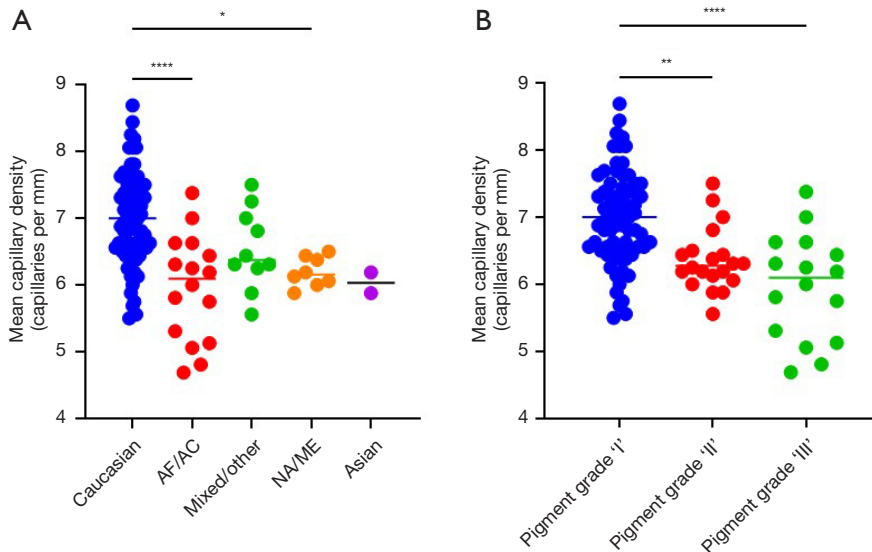 A
*
****
Mean capillary density
(capillaries per mm)
9
8
7
6
5
4
Caucasian
AF/AC
Mixed/other
NA/ME
Asian
B
****
**
Mean capillary density
(capillaries per mm)
9
8
7
6
5
4
Pigment grade ‘I’
Pigment grade ‘II’
Pigment grade ‘III’